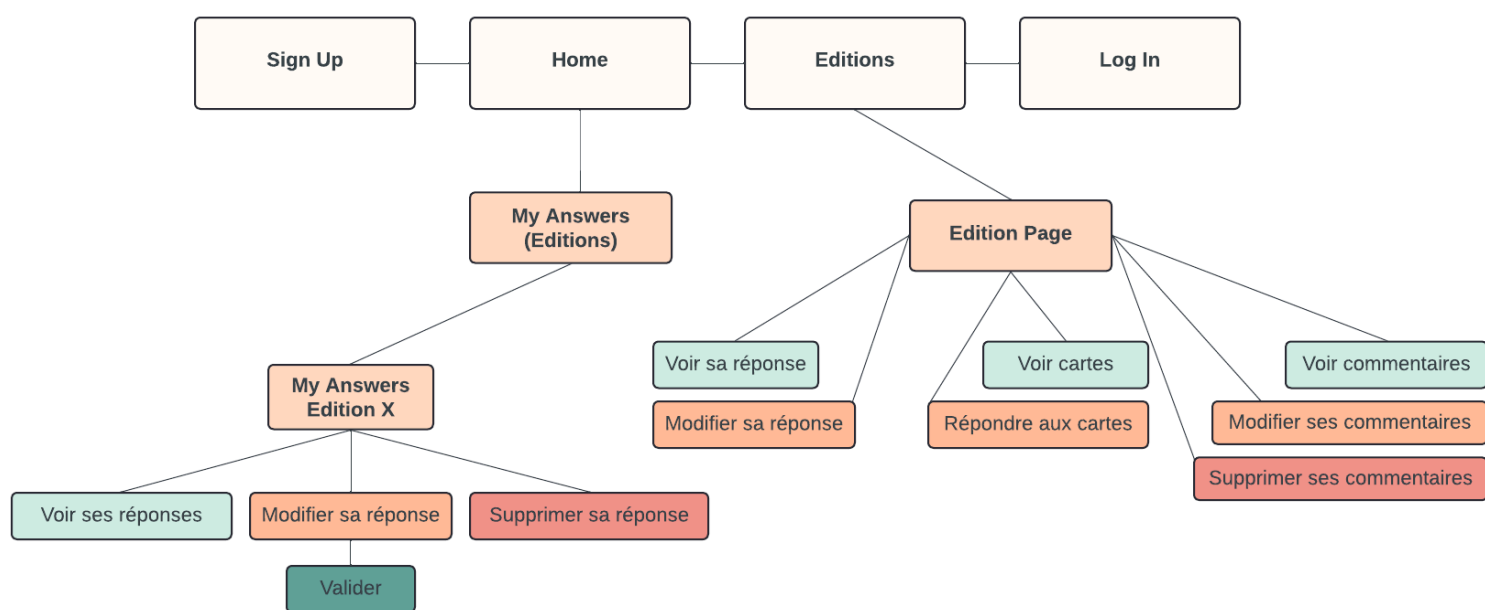 Sign Up
Home
Editions
Log In
My Answers
(Editions)
Edition Page
Voir sa réponse
Voir cartes
Voir commentaires
Modifier sa réponse
Répondre aux cartes
Modifier ses commentaires
Supprimer ses commentaires
My Answers
Edition X
Voir ses réponses
Modifier sa réponse
Supprimer sa réponse
Valider